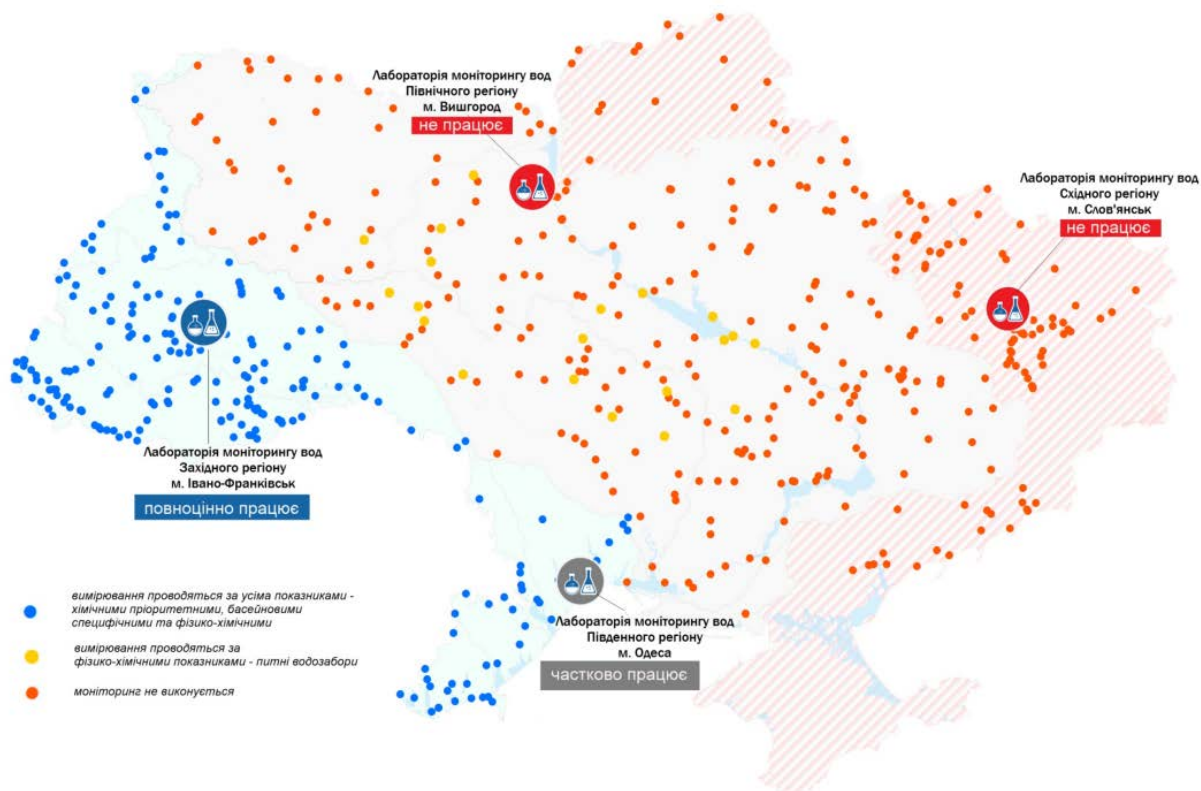 Лабораторія моніторингу вод
Північного регіону
м. Вишгород
не працює
Лабораторія моніторингу вод
Східного регіону
м. Слов'янськ
не працює
Лабораторія моніторингу вод
Західного регіону
м. Івано-Франківськ
повноцінно працює
Лабораторія моніторингу вод
Південного регіону
м. Одеса
частково працює
вимірювання проводяться за усіма показниками -
хімічними пріоритетними, басейновими
специфічними та фізико-хімічними
вимірювання проводяться за
фізико-хімічними показниками - питні водозабори
моніторинг не виконується